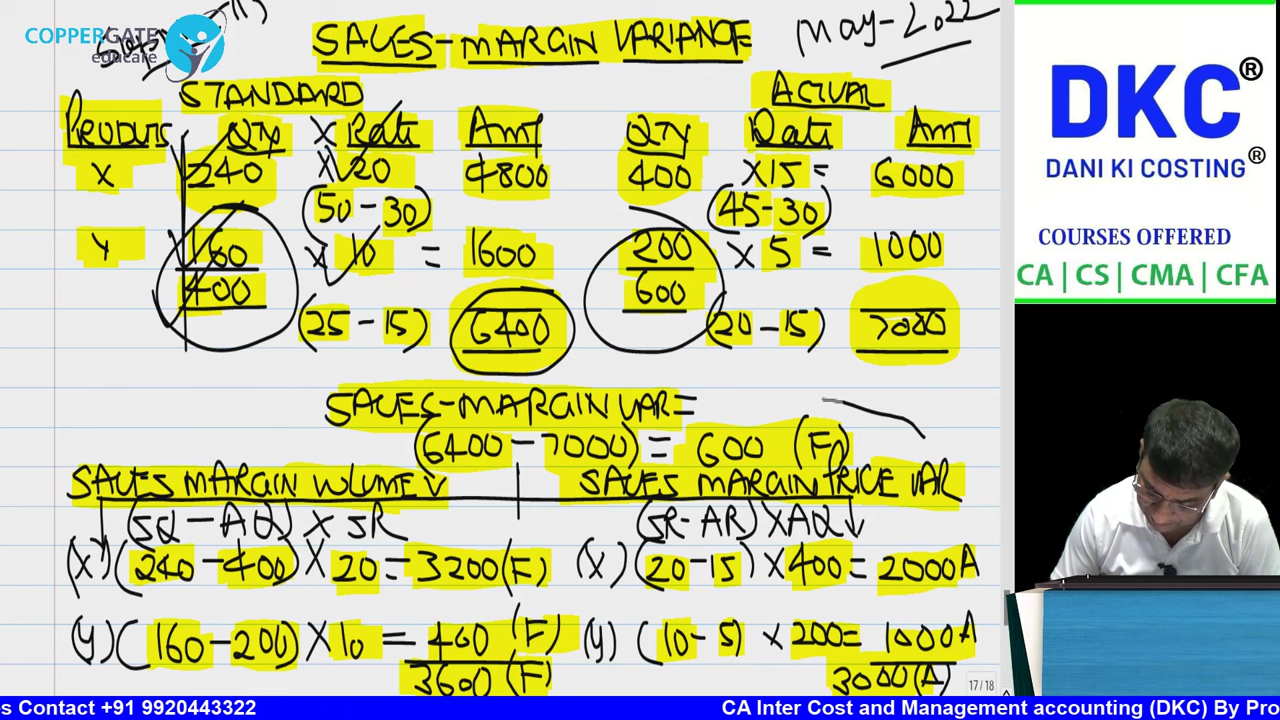 COPPERGATE
educate
SALES-MARGIN VARIANCE
May-2022
STANDARD
ACTUAL
PRODUTS QTY X Rate AMT QTY Rate AMT
X 240 X 20 4800 400 X15 = 6000
(50-30) (45-30)
Y 160 X 10 = 1600 200 X 5 = 1000
400 600
(25-15) 6400 (20-15) 7000
SALES-MARGIN VAR =
(6400-7000) = 600 (F)
SALES MARGIN VOLUME V SALES MARGIN PRICE VAR
(SQ - AQ) X SR (SR-AR) X AQ
(X) (240-400) X 20 = 3200 (F) (X) (20-15) X 400 = 2000 A
(Y) (160-200) X 10 = 400 (F) (Y) (10-5) X 200 = 1000 A
3600 (F) 3000 (A)
17/18
DKC®
DANI KI COSTING®
COURSES OFFERED
CA | CS | CMA | CFA
es Contact +91 9920443322 CA Inter Cost and Management accounting (DKC) By Pro